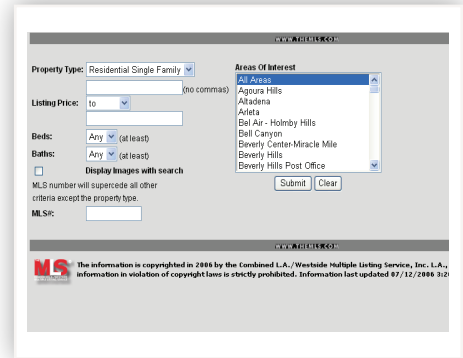 www.THEMLS.COM
Property Type: Residential Single Family
(no commas)
Listing Price: to
Beds: Any (at least)
Baths: Any (at least)
Display Images with search
MLS number will supercede all other
criteria except the property type.
MLS#:
Areas Of Interest
All Areas
Agoura Hills
Altadena
Arleta
Bel Air - Holmby Hills
Bell Canyon
Beverly Center-Miracle Mile
Beverly Hills
Beverly Hills Post Office
Submit Clear
www.THEMLS.COM
MLS
The information is copyrighted in 2006 by the Combined L.A./Westside Multiple Listing Service, Inc. L.A.,
information in violation of copyright laws is strictly prohibited. Information last updated 07/12/2006